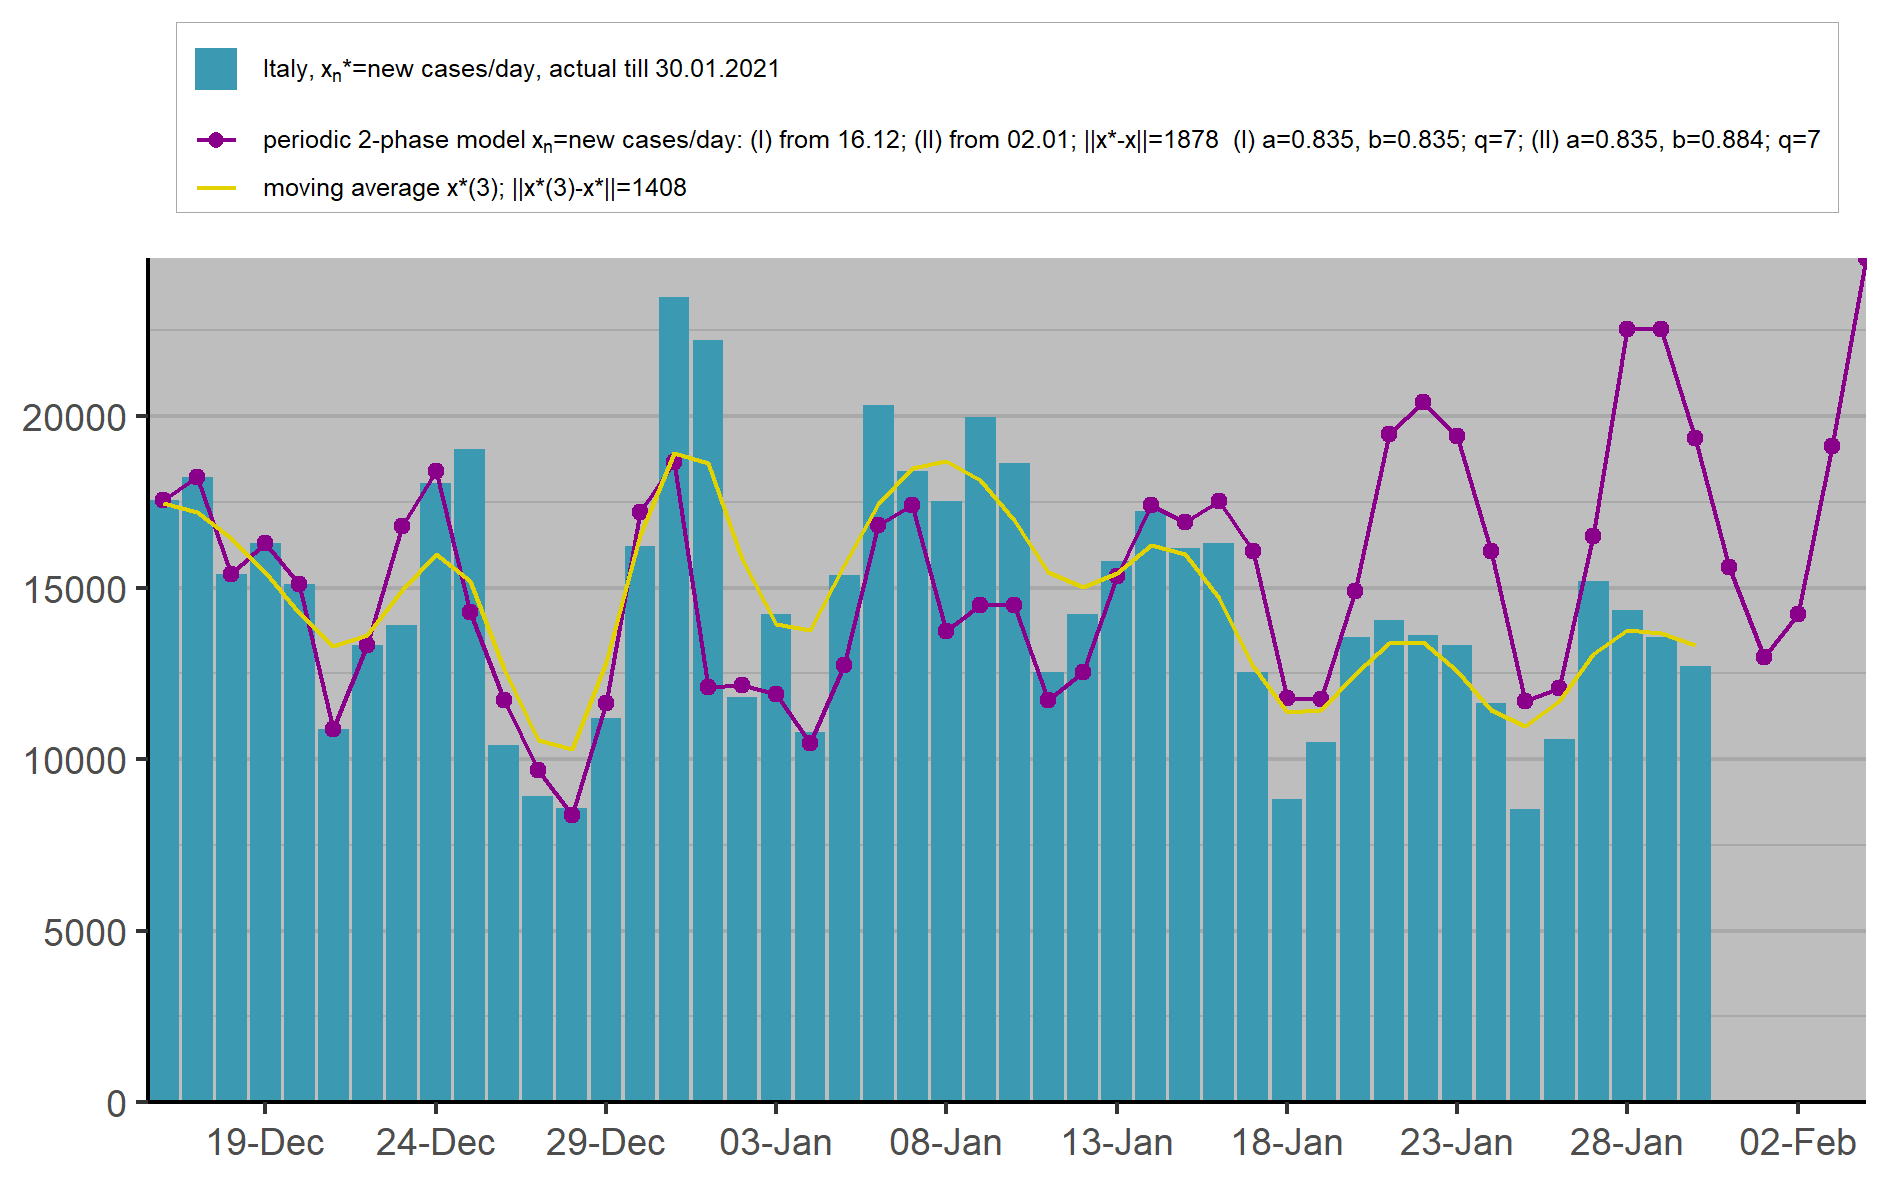 Italy, xₙ*=new cases/day, actual till 30.01.2021
periodic 2-phase model xₙ=new cases/day: (I) from 16.12; (II) from 02.01; ||x*-x||=1878  (I) a=0.835, b=0.835; q=7; (II) a=0.835, b=0.884; q=7
moving average x*(3); ||x*(3)-x*||=1408
20000
15000
10000
5000
0
19-Dec 24-Dec 29-Dec 03-Jan 08-Jan 13-Jan 18-Jan 23-Jan 28-Jan 02-Feb